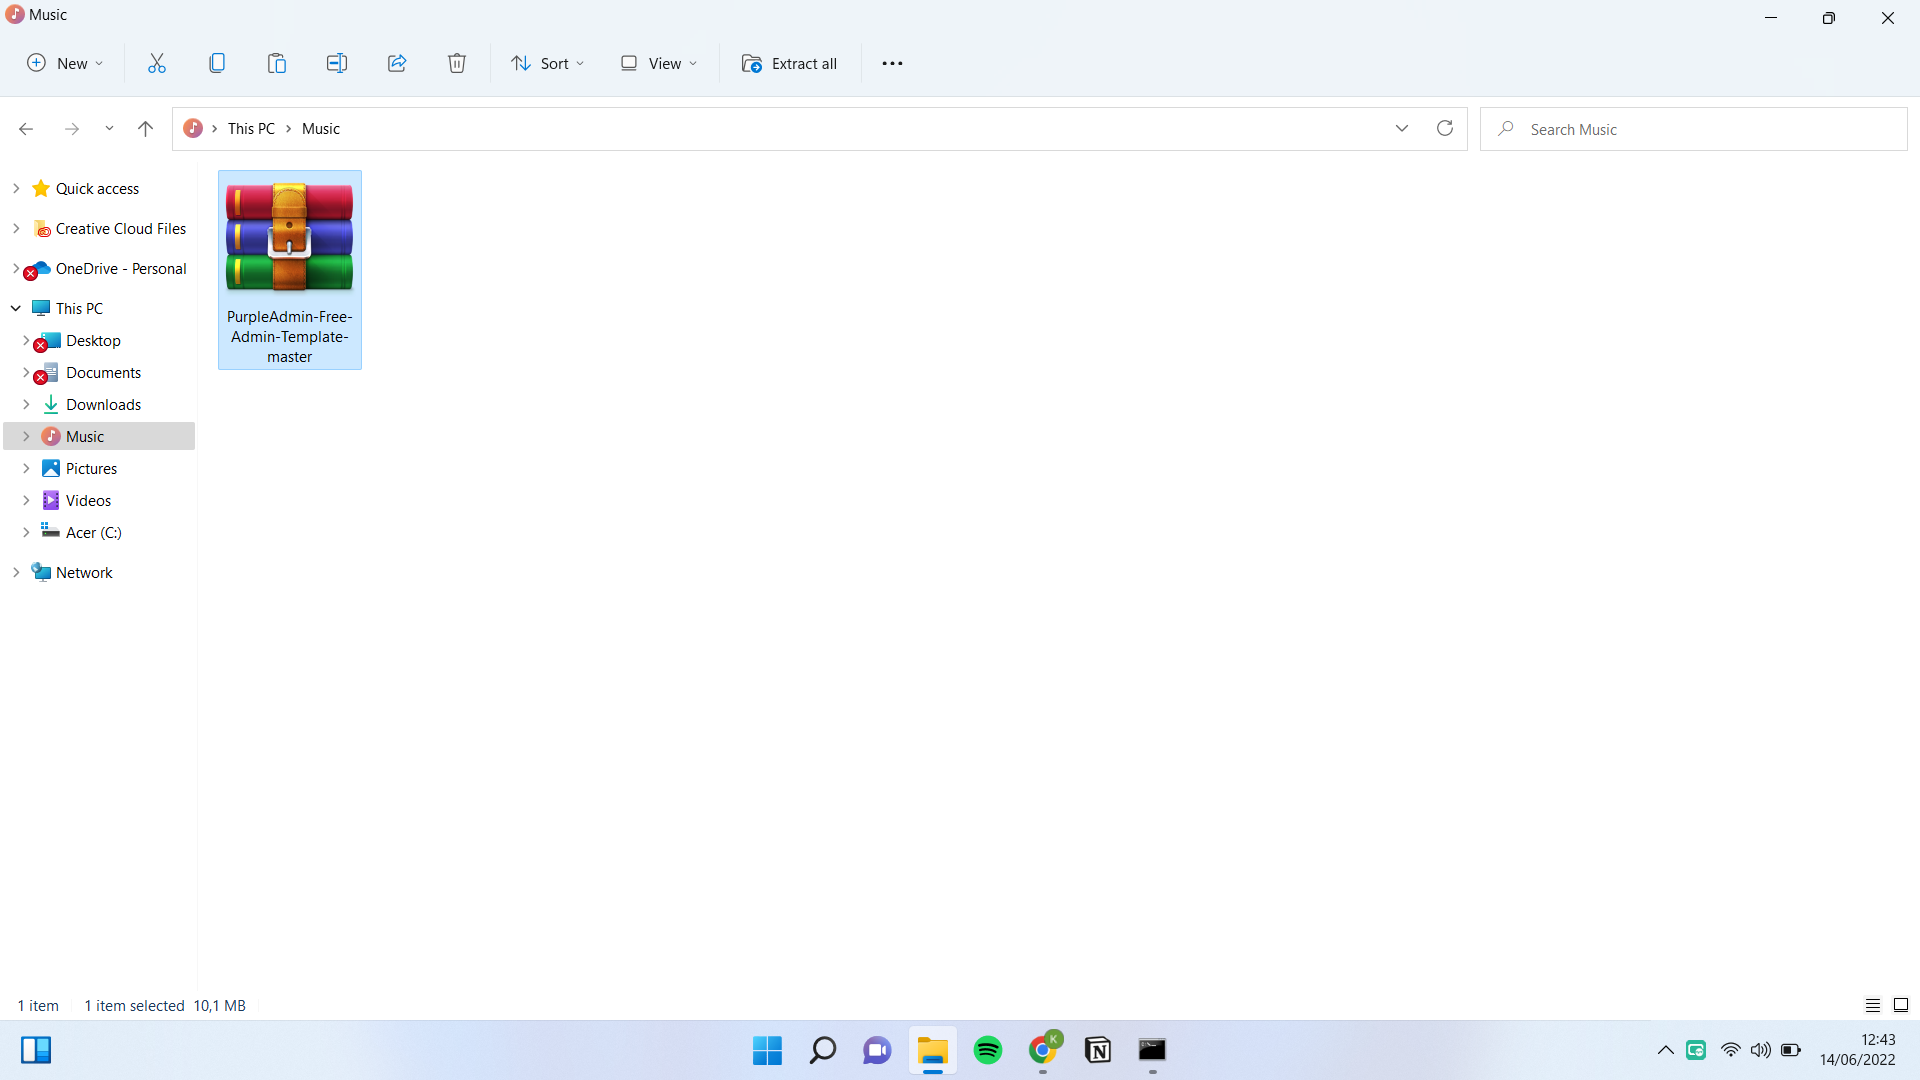 Music
New
Sort
View
Extract all
This PC
Music
Search Music
Quick access
Creative Cloud Files
OneDrive - Personal
This PC
Desktop
Documents
Downloads
Music
Pictures
Videos
Acer (C:)
Network
PurpleAdmin-Free-
Admin-Template-
master
1 item
1 item selected 10,1 MB
K
12:43
14/06/2022